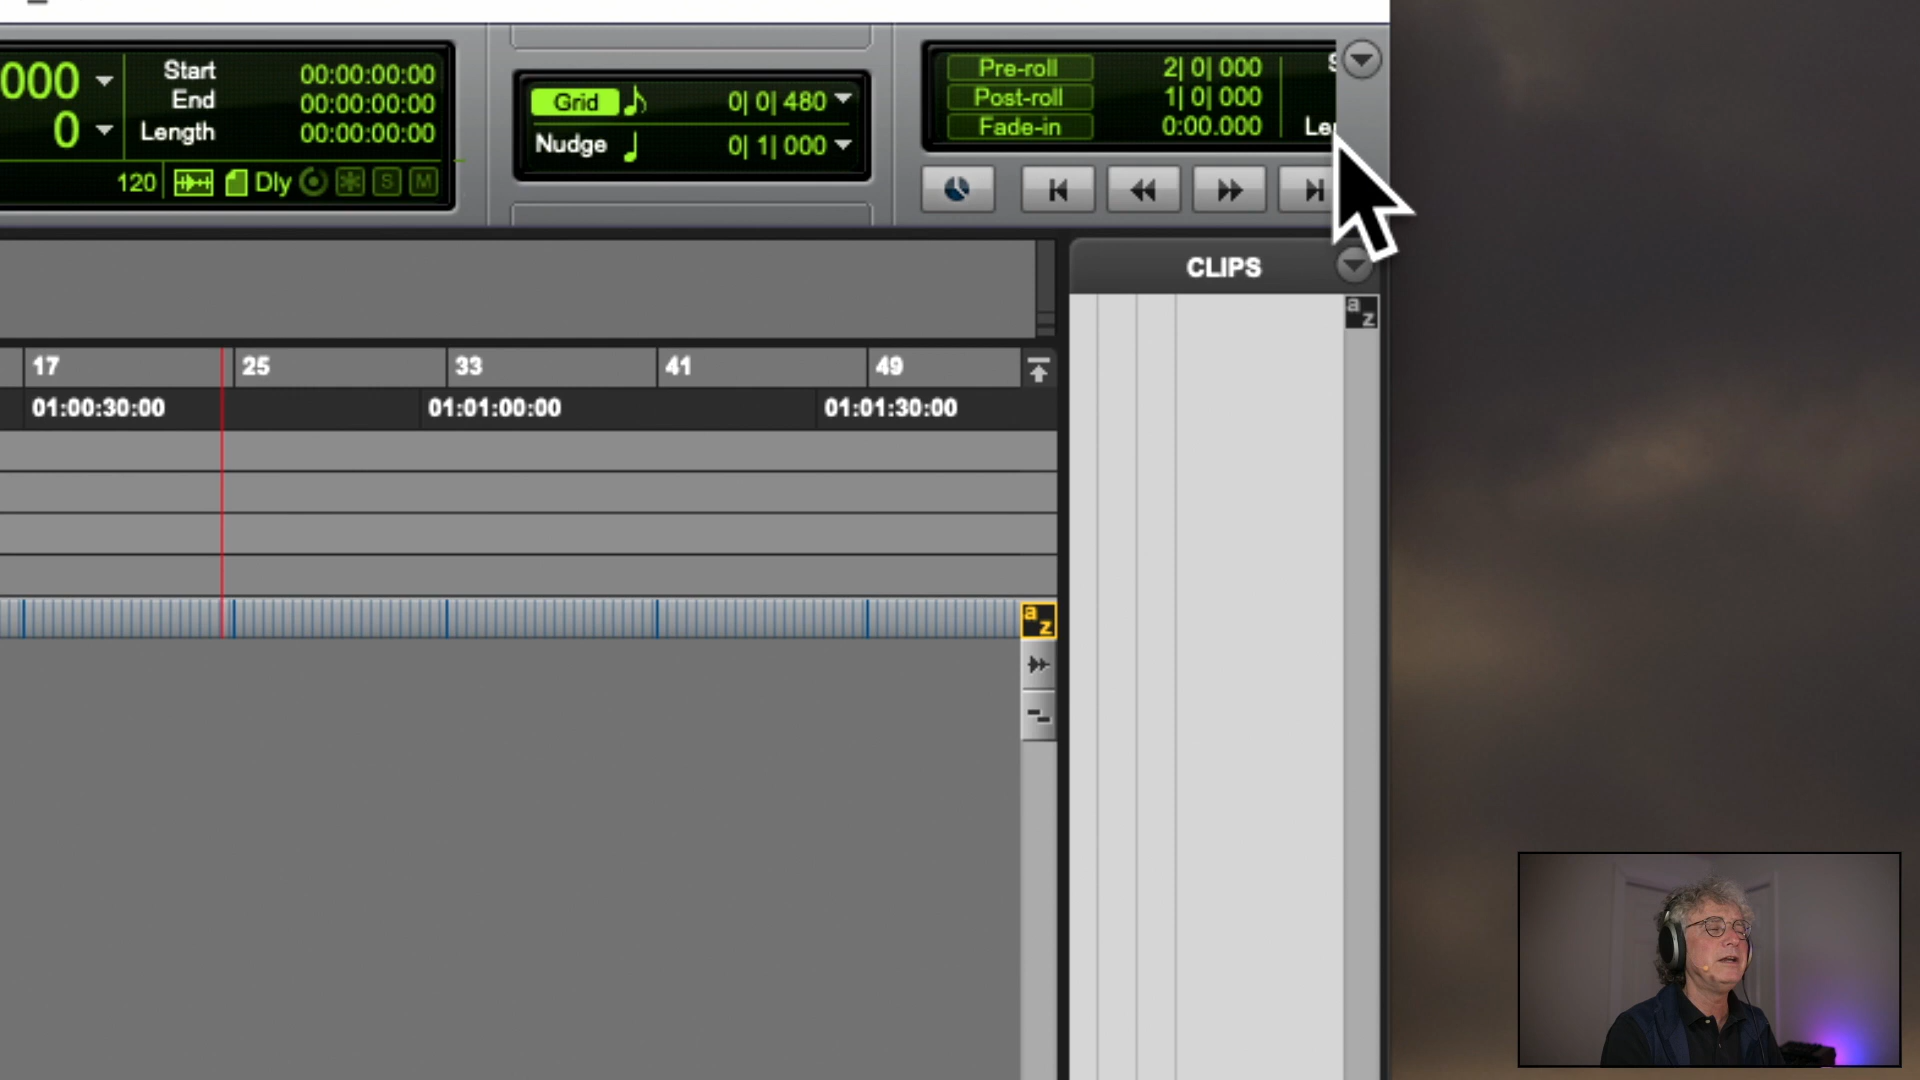 000
0
Start 00:00:00:00
End 00:00:00:00
Length 00:00:00:00
120 Dly S M
Grid 0| 0| 480
Nudge 0| 1| 000
Pre-roll 2| 0| 000
Post-roll 1| 0| 000
Fade-in 0:00.000
CLIPS
a z
17 25 33 41 49
01:00:30:00 01:01:00:00 01:01:30:00
a z